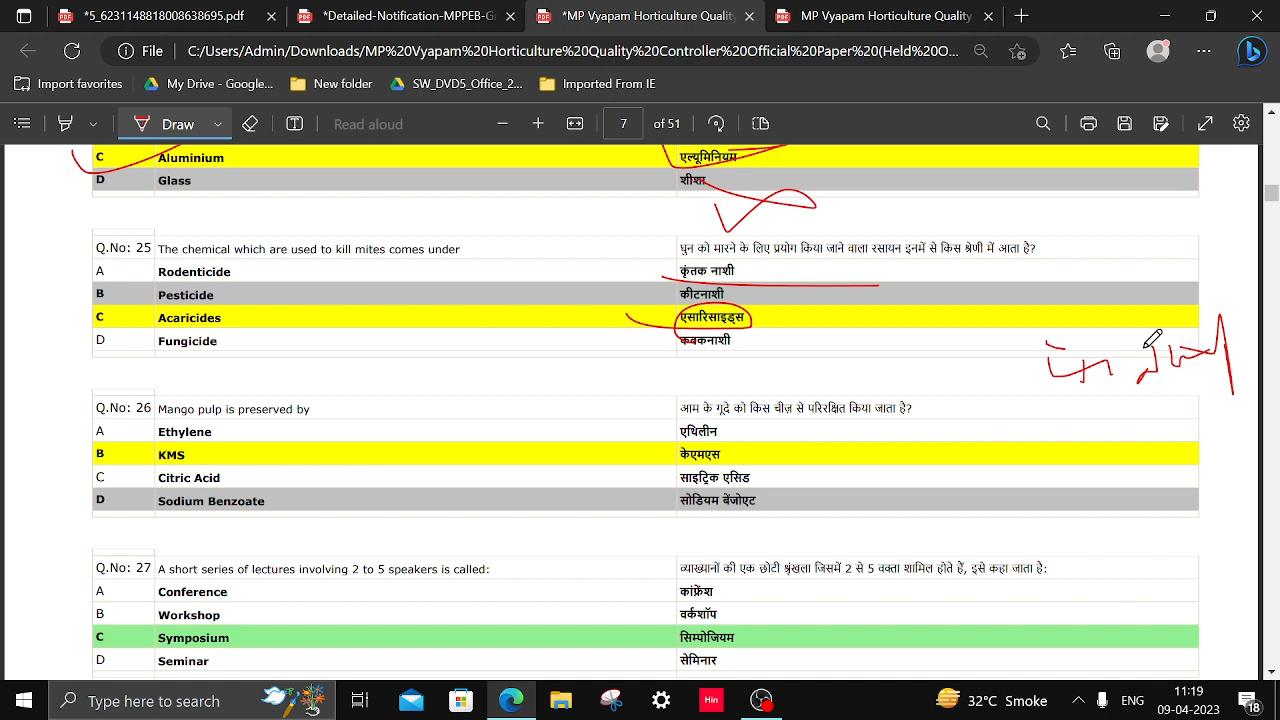 *5_6231148818008638695.pdf
*Detailed-Notification-MPPEB-G
*MP Vyapam Horticulture Quality
MP Vyapam Horticulture Quality
File C:/Users/Admin/Downloads/MP%20Vyapam%20Horticulture%20Quality%20Controller%20Official%20Paper%20(Held%20O...
Import favorites My Drive - Google... New folder SW_DVD5_Office_2... Imported From IE
Draw Read aloud 7 of 51
C Aluminium एल्यूमिनियम
D Glass शीशा
Q.No: 25 The chemical which are used to kill mites comes under घुन को मारने के लिए प्रयोग किया जाने वाला रसायन इनमें से किस श्रेणी में आता है?
A Rodenticide कृंतक नाशी
B Pesticide कीटनाशी
C Acaricides एसारिसाइड्स
D Fungicide कवकनाशी
Q.No: 26 Mango pulp is preserved by आम के गूदे को किस चीज़ से परिरक्षित किया जाता है?
A Ethylene एथिलीन
B KMS केएमएस
C Citric Acid साइट्रिक एसिड
D Sodium Benzoate सोडियम बेंजोएट
Q.No: 27 A short series of lectures involving 2 to 5 speakers is called: व्याख्यानों की एक छोटी श्रृंखला जिसमें 2 से 5 वक्ता शामिल होते हैं, इसे कहा जाता है:
A Conference कांफ्रेंश
B Workshop वर्कशॉप
C Symposium सिम्पोजियम
D Seminar सेमिनार
Type here to search Hin 32°C Smoke ENG 11:19
09-04-2023 18